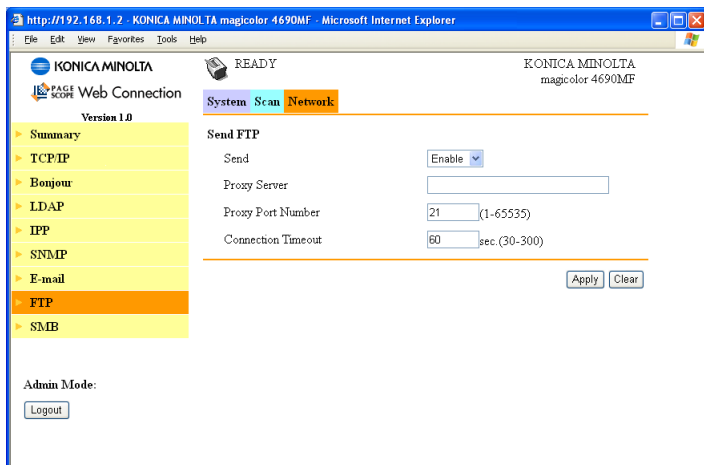 http://192.168.1.2 - KONICA MINOLTA magicolor 4690MF - Microsoft Internet Explorer
File Edit View Favorites Tools Help
KONICA MINOLTA
PAGE SCOPE Web Connection
Version 1.0
READY
KONICA MINOLTA
magicolor 4690MF
System Scan Network
Summary
TCP/IP
Bonjour
LDAP
IPP
SNMP
E-mail
FTP
SMB
Admin Mode:
Logout
Send FTP
Send Enable
Proxy Server
Proxy Port Number 21 (1-65535)
Connection Timeout 60 sec.(30-300)
Apply Clear